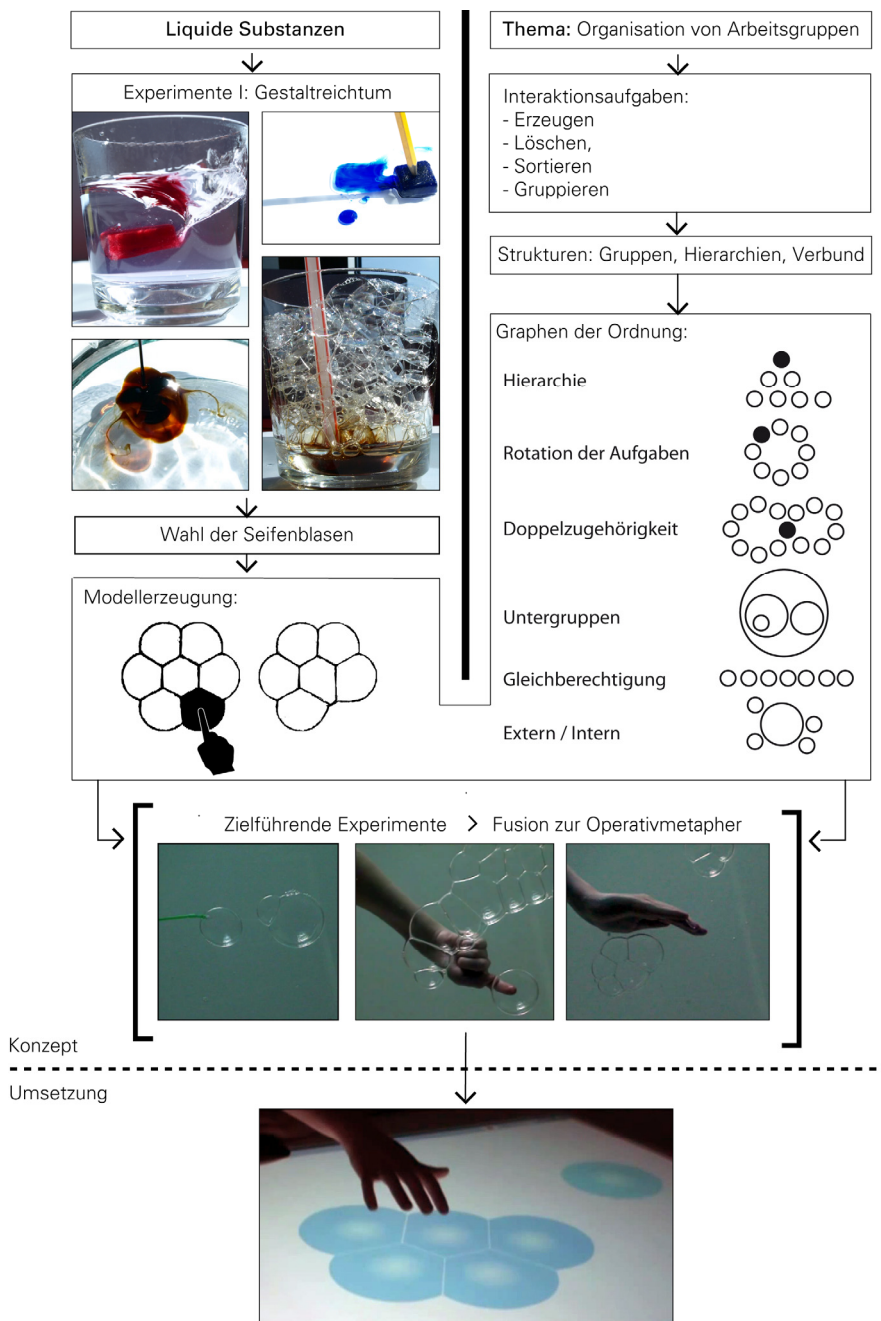 Liquide Substanzen
Experimente I: Gestaltreichtum
Wahl der Seifenblasen
Modellerzeugung:
Thema: Organisation von Arbeitsgruppen
Interaktionsaufgaben:
- Erzeugen
- Löschen,
- Sortieren
- Gruppieren
Strukturen: Gruppen, Hierarchien, Verbund
Graphen der Ordnung:
Hierarchie
Rotation der Aufgaben
Doppelzugehörigkeit
Untergruppen
Gleichberechtigung
Extern / Intern
Zielführende Experimente > Fusion zur Operativmetapher
Konzept
Umsetzung